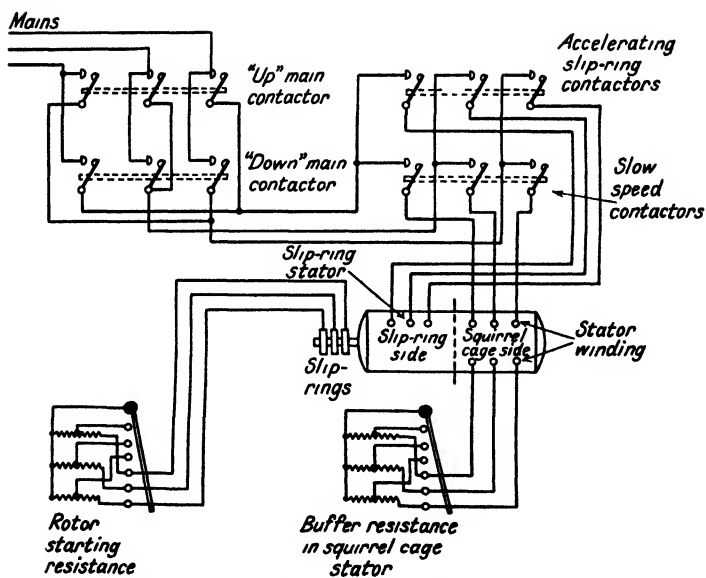 Mains
"Up" main
contactor
Accelerating
slip-ring
contactors
"Down" main
contactor
Slow
speed
contactors
Slip-ring
stator
Slip-ring
side
Squirrel
cage side
Stator
winding
Slip-
rings
Rotor
starting
resistance
Buffer resistance
in squirrel cage
stator